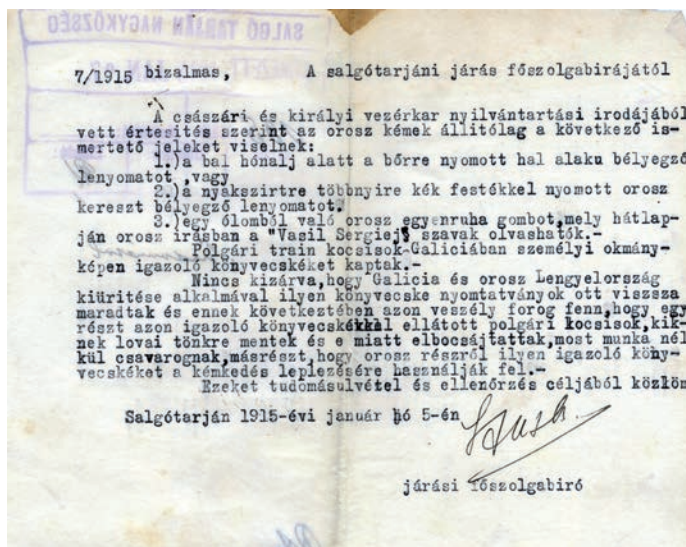 SALGÓTARJÁN NAGYKÖZSÉG
7/1915 bizalmas, A salgótarjáni járás főszolgabirájától
A császári és királyi vezérkar nyilvántartási irodájából
vett értesités szerint az orosz kémek állitólag a következő is-
mertető jeleket viselnek:
1.)a bal hónalj alatt a bőrre nyomott hal alaku bélyegző
lenyomatot ,vagy
2.)a nyakszirtre többnyire kék festékkel nyomott orosz
kereszt bélyegző lenyomatot.
3.)egy ólomból való orosz egyenruha gombot,mely hátlap-
ján orosz irásban a "Vasil Sergiej" szavak olvashatók.-
Polgári train kocsisok Galiciában személyi okmány-
képen igazoló könyvecskéket kaptak.-
Nincs kizárva,hogy Galicia és orosz Lengyelország
kiüritése alkalmával ilyen könyvecske nyomtatványok ott viszsza
maradtak és ennek következtében azon veszély forog fenn,hogy egy
részt azon igazoló könyvecskékkel ellátott polgári kocsisok,kik-
nek lovai tönkre mentek és e miatt elbocsájtattak,most munka nél
kül csavarognak,másrészt,hogy orosz részről ilyen igazoló köny-
vecskéket a kémkedés leplezésére használják fel.-
Ezeket tudomásulvétel és ellenőrzés céljából közlöm
Salgótarján 1915-évi január hó 5-én
járási főszolgabiró